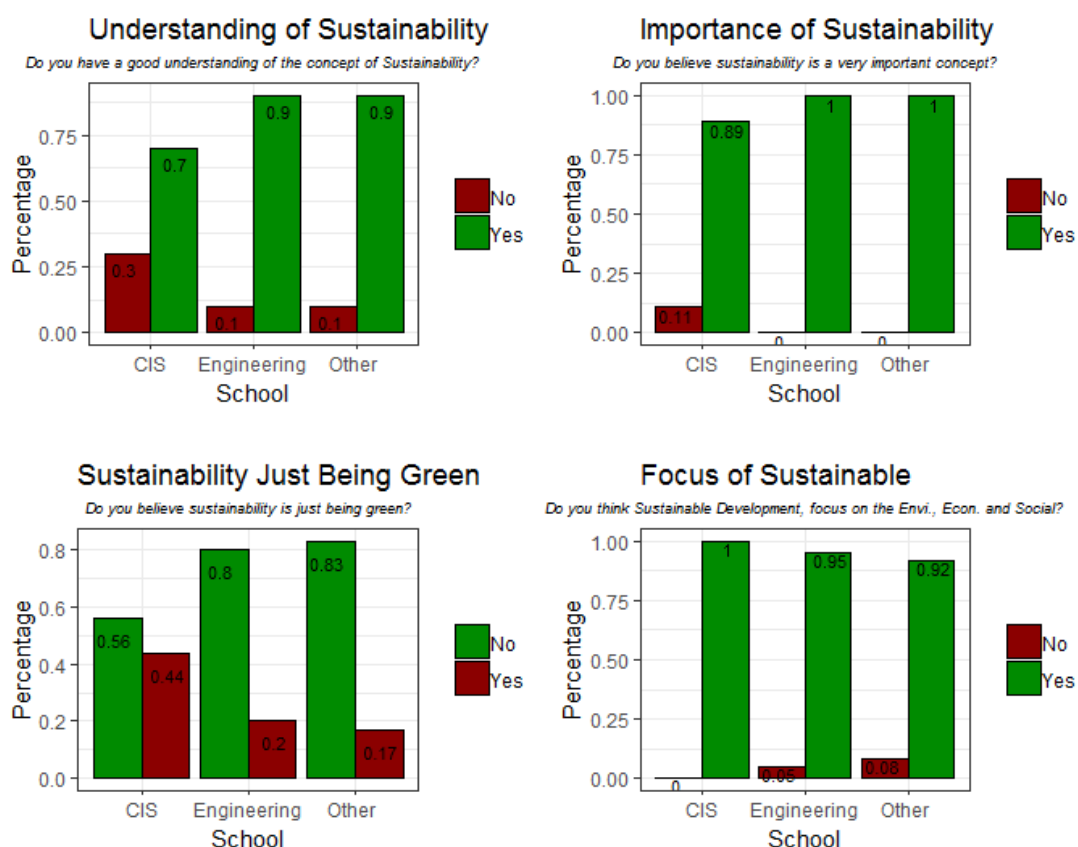 Understanding of Sustainability
Do you have a good understanding of the concept of Sustainability?
Percentage
0.75
0.50
0.25
0.00
0.3
0.7
0.1
0.9
0.1
0.9
CIS
Engineering
Other
School
No
Yes
Importance of Sustainability
Do you believe sustainability is a very important concept?
Percentage
1.00
0.75
0.50
0.25
0.00
0.11
0.89
0
1
0
1
CIS
Engineering
Other
School
No
Yes
Sustainability Just Being Green
Do you believe sustainability is just being green?
Percentage
0.8
0.6
0.4
0.2
0.0
0.56
0.44
0.8
0.2
0.83
0.17
CIS
Engineering
Other
School
No
Yes
Focus of Sustainable
Do you think Sustainable Development, focus on the Envi., Econ. and Social?
Percentage
1.00
0.75
0.50
0.25
0.00
0
1
0.05
0.95
0.08
0.92
CIS
Engineering
Other
School
No
Yes